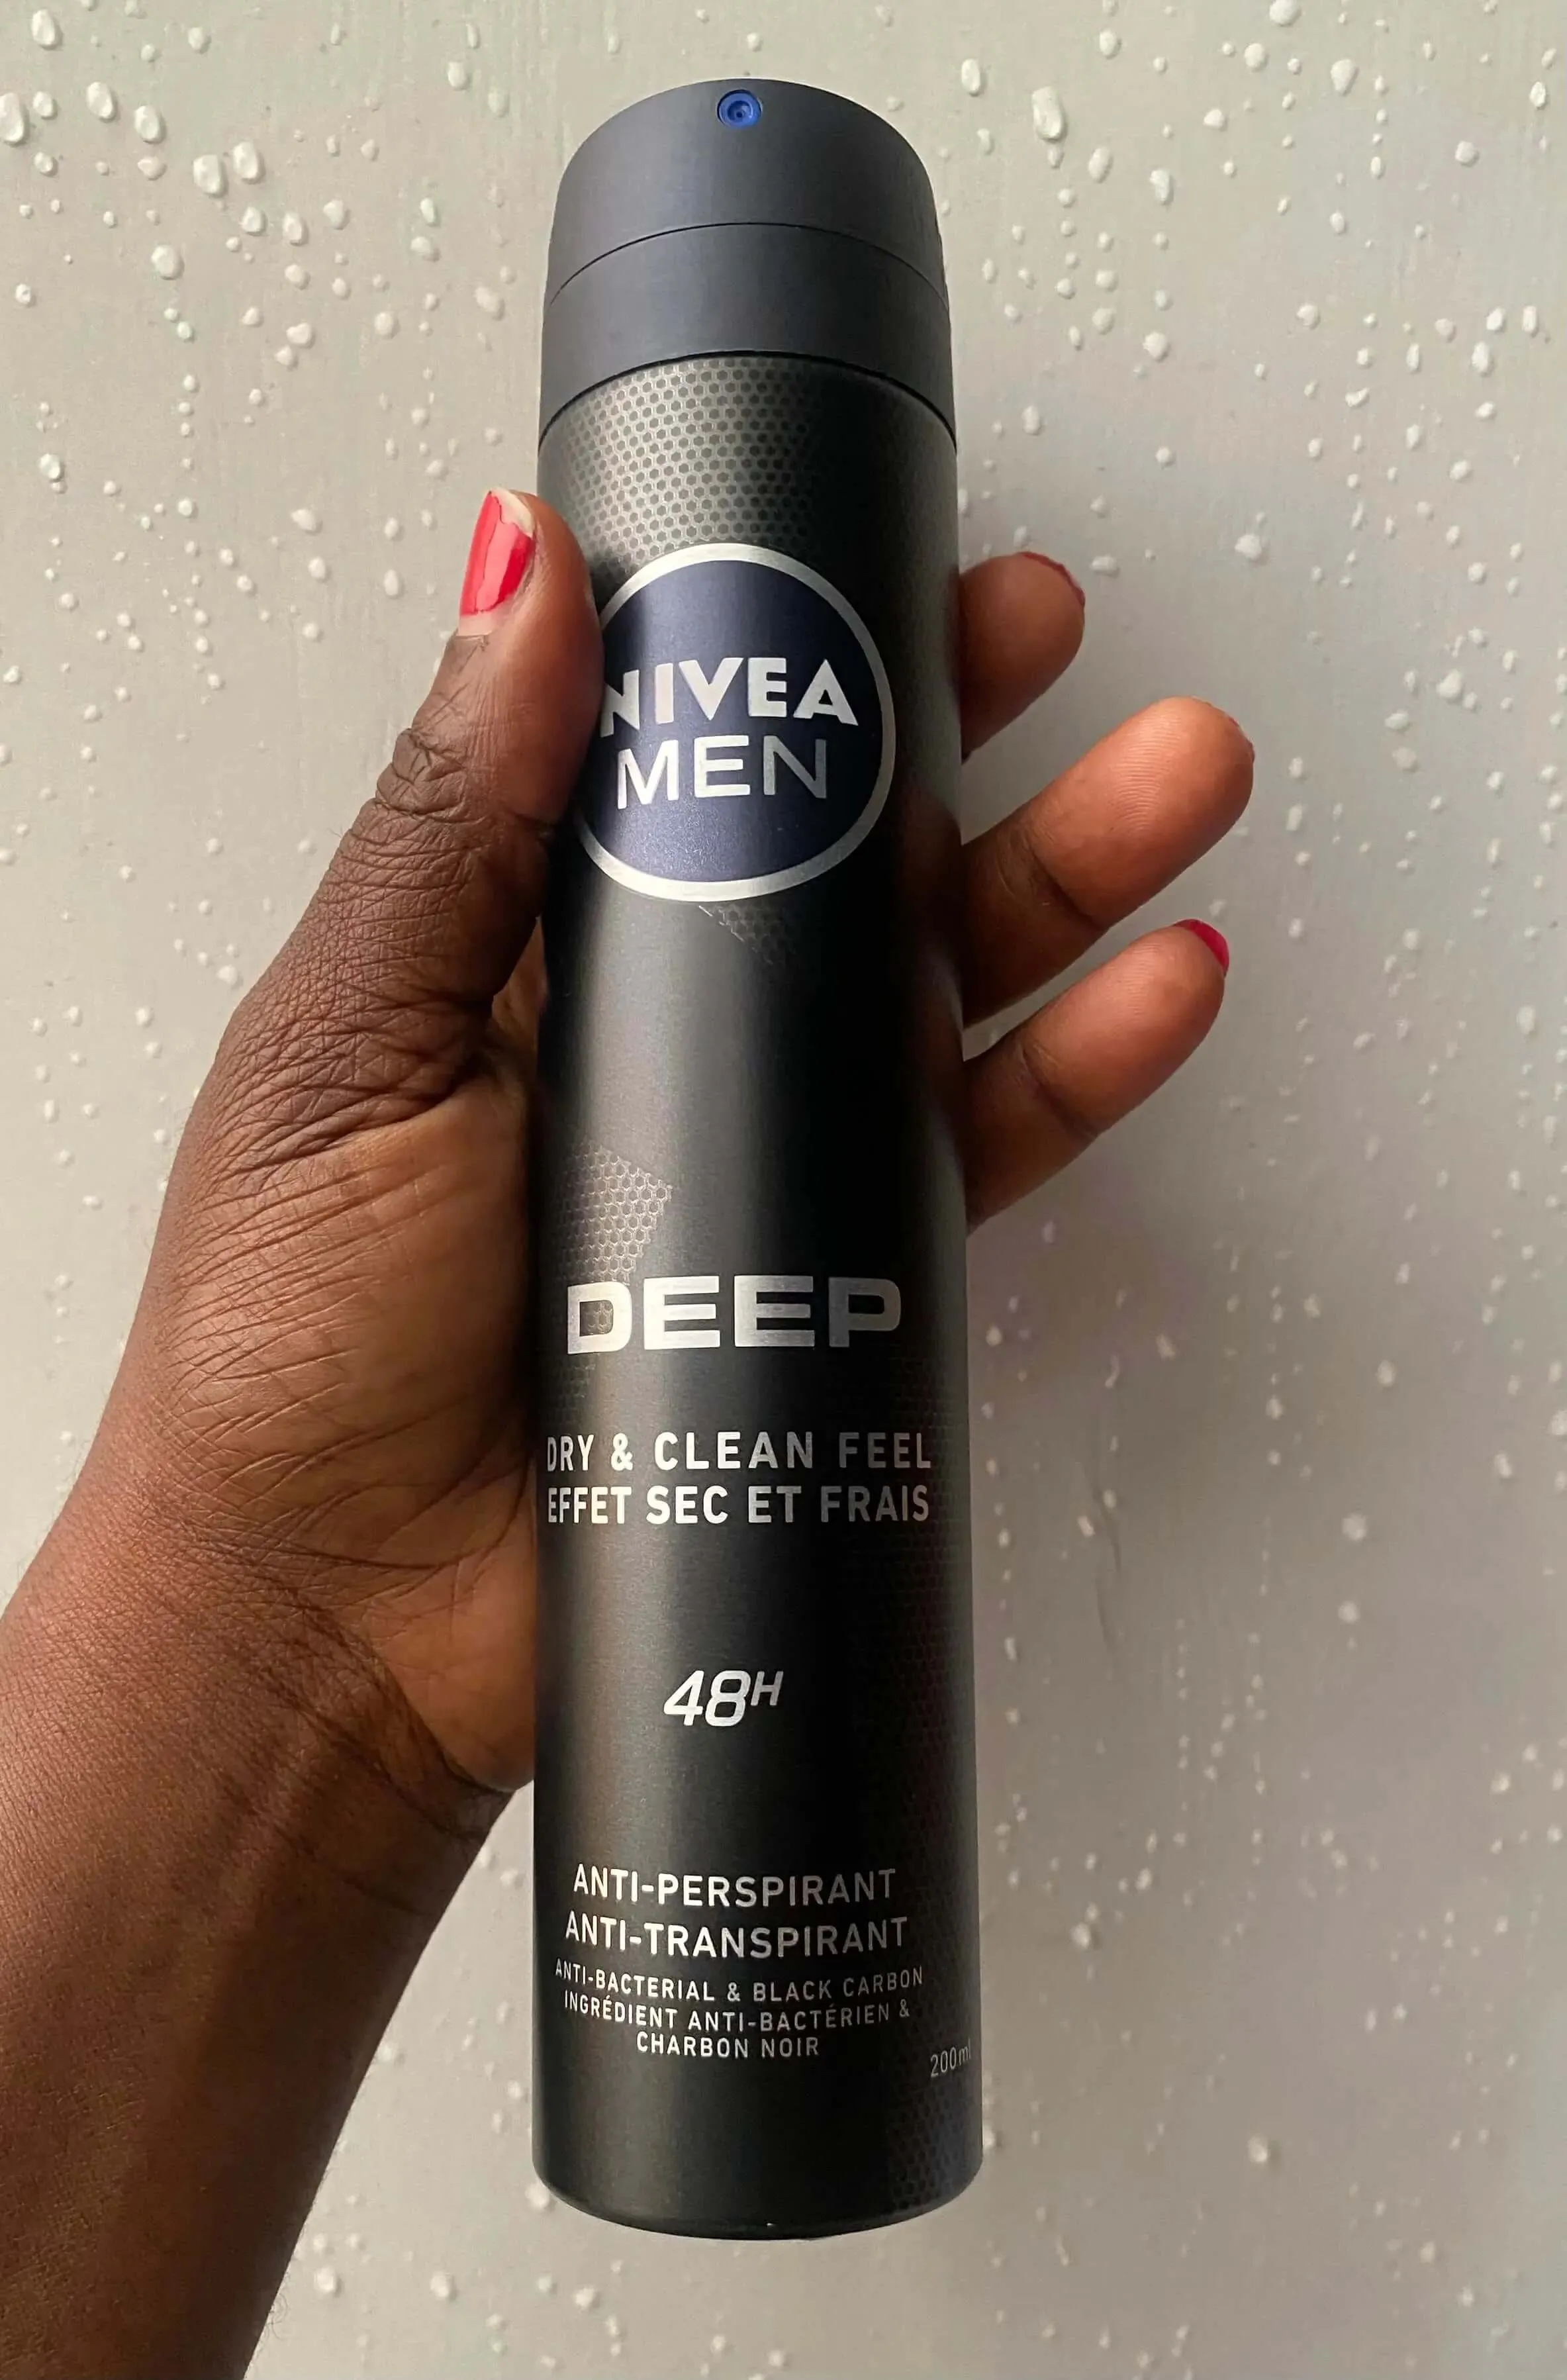 NIVEA
MEN
DEEP
DRY & CLEAN FEEL
EFFET SEC ET FRAIS
48H
ANTI-PERSPIRANT
ANTI-TRANSPIRANT
ANTI-BACTERIAL & BLACK CARBON
INGRÉDIENT ANTI-BACTÉRIEN &
CHARBON NOIR
200ml